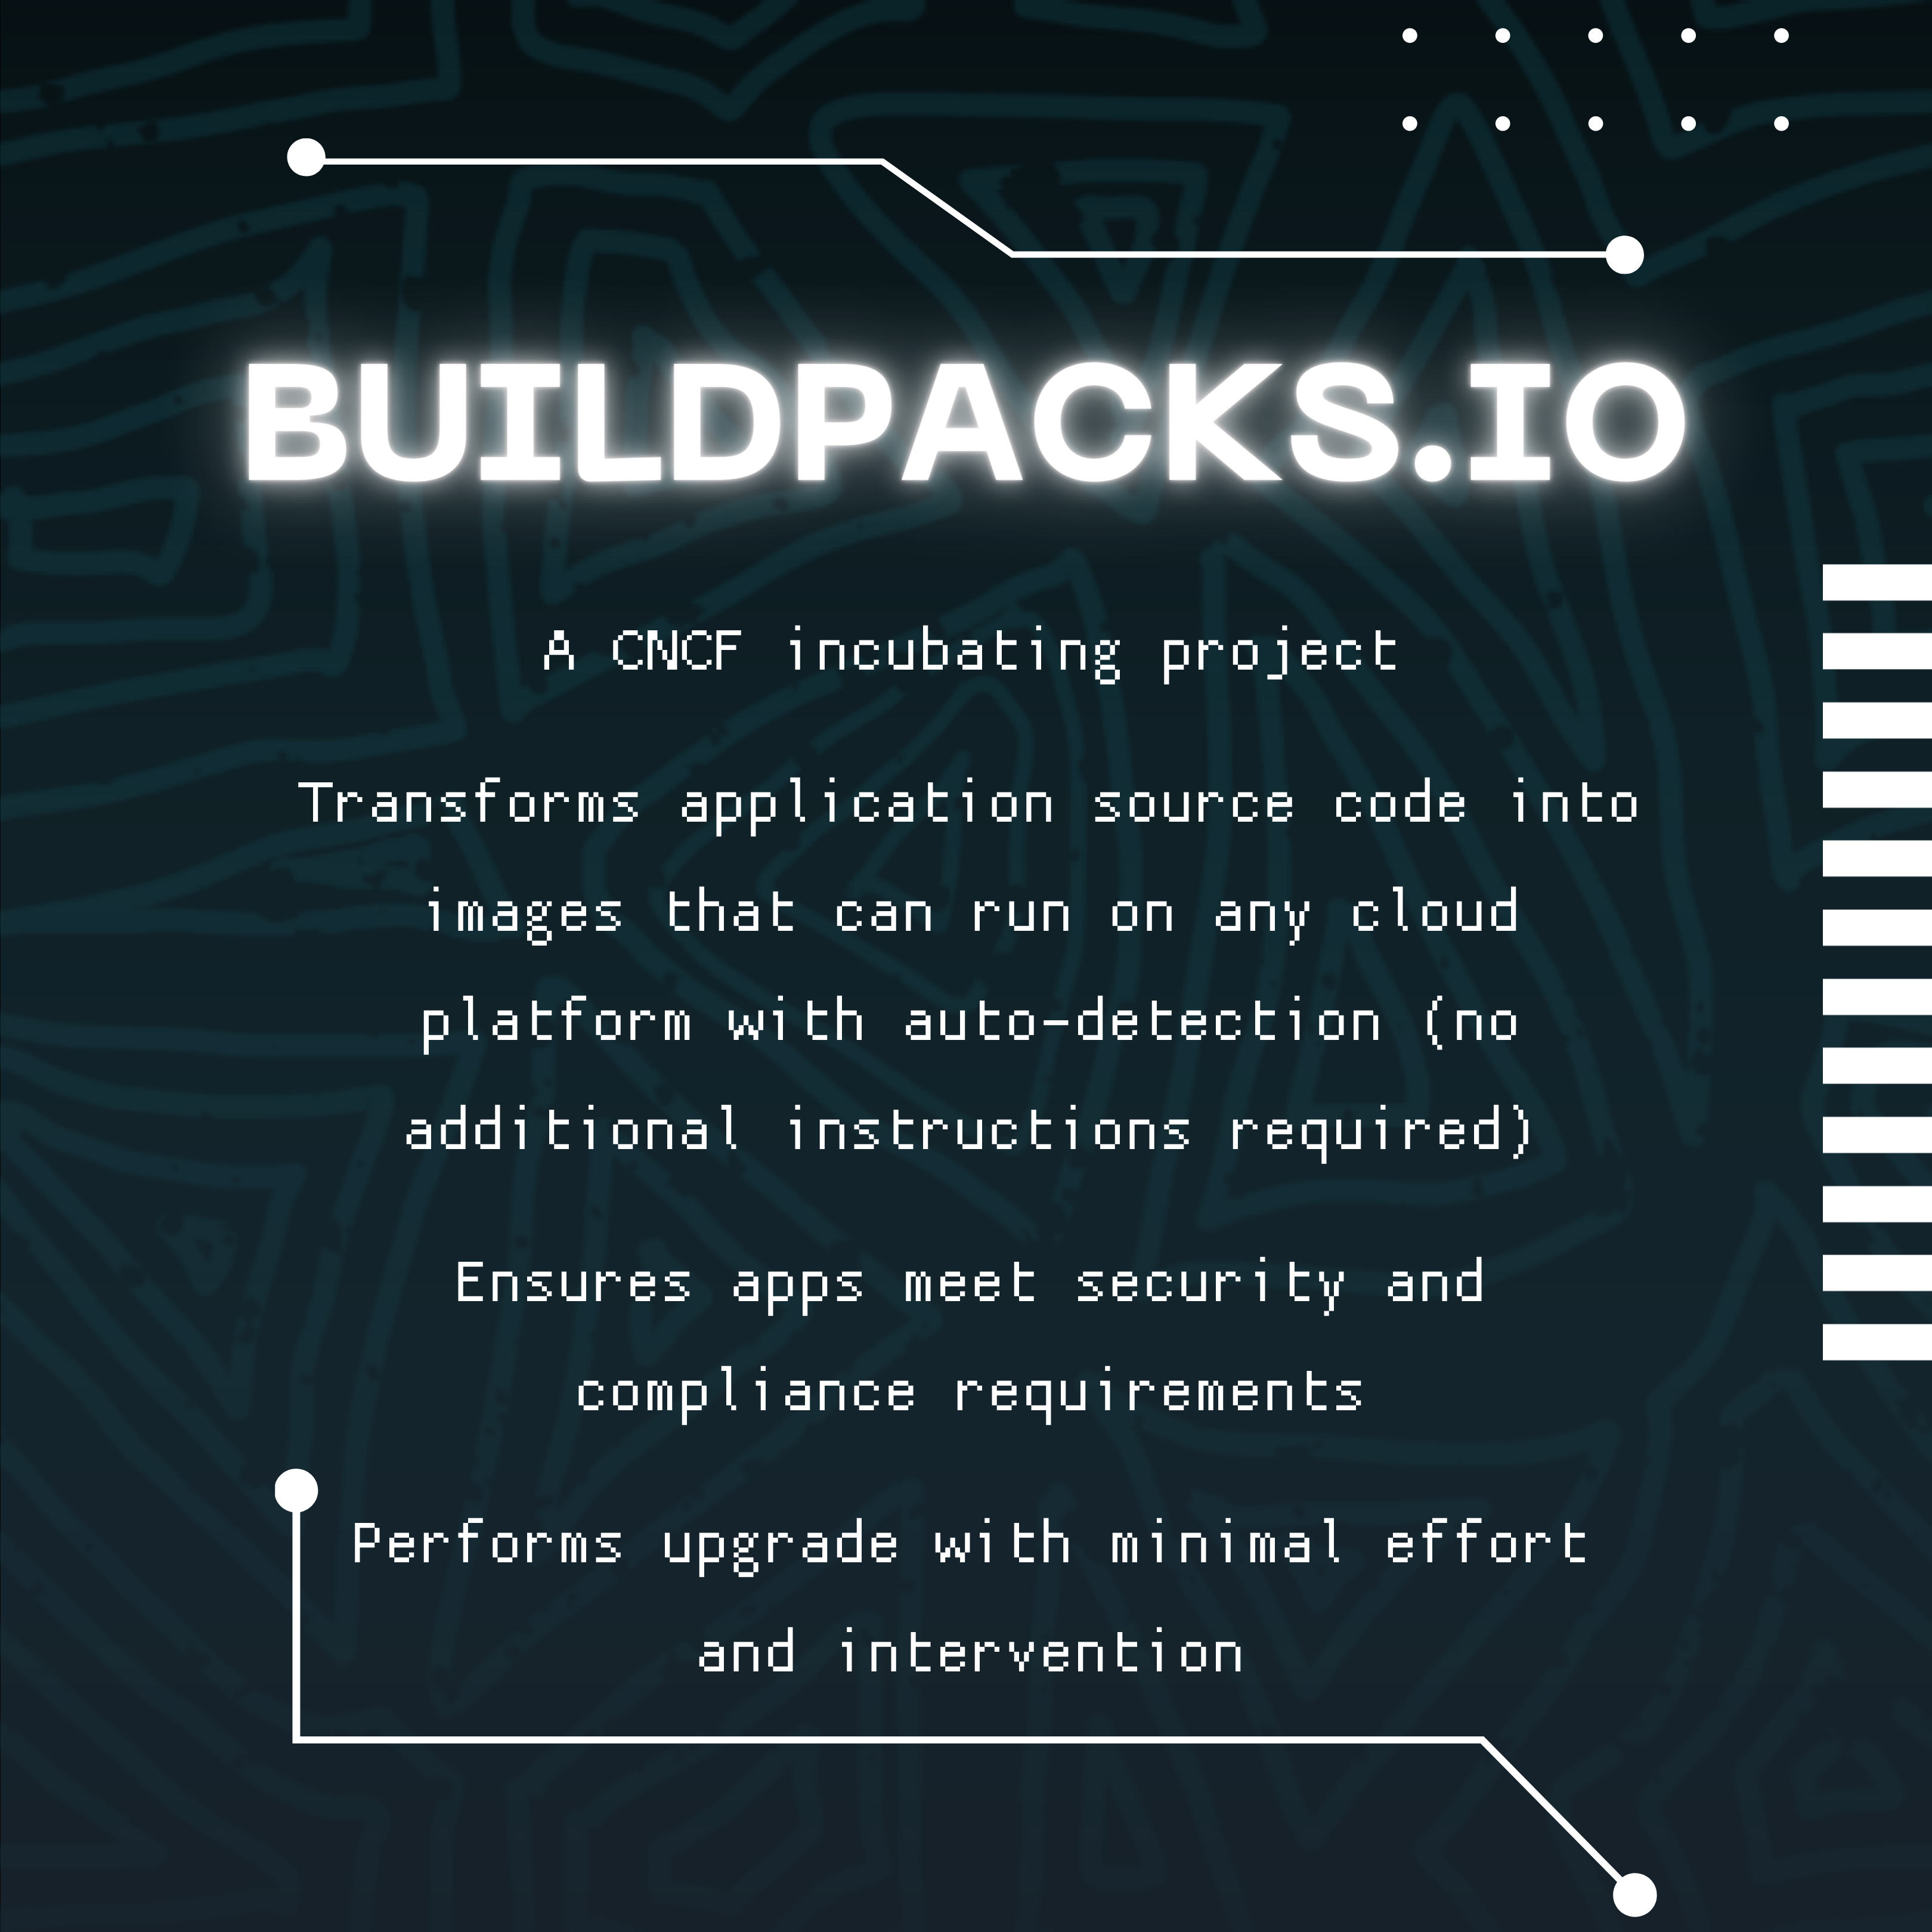 BUILDPACKS.IO
A CNCF incubating project
Transforms application source code into
images that can run on any cloud
platform with auto-detection (no
additional instructions required)
Ensures apps meet security and
compliance requirements
Performs upgrade with minimal effort
and intervention